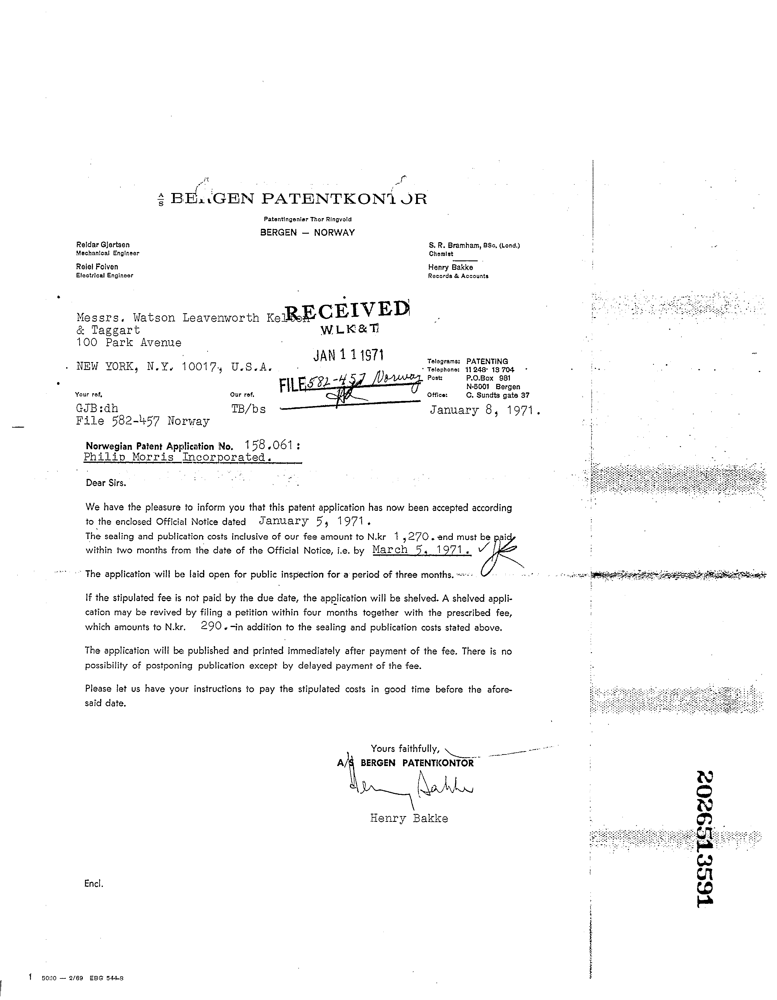 A/S BERGEN PATENTKONTOR
Patentingeniør Thor Ringvold
BERGEN — NORWAY
Reidar Gjertsen
Mechanical Engineer
Reiel Folven
Electrical Engineer
S. R. Bramham, BSc. (Lond.)
Chemist
Henry Bakke
Records & Accounts
Messrs. Watson Leavenworth Kel
& Taggart
100 Park Avenue
NEW YORK, N.Y. 10017, U.S.A.
RECEIVED
W.L.K&T
JAN 11 1971
FILE 582-457 Norway
Telegrams: PATENTING
Telephone: 11 248 · 13 704
Post: P.O.Box 981
N-5001 Bergen
Office: C. Sundts gate 37
Your ref.
Our ref.
GJB:dh
TB/bs
January 8, 1971.
File 582-457 Norway
Norwegian Patent Application No. 158.061:
Philip Morris Incorporated.
Dear Sirs.
We have the pleasure to inform you that this patent application has now been accepted according
to the enclosed Official Notice dated January 5, 1971.
The sealing and publication costs inclusive of our fee amount to N.kr 1,270.- and must be paid
within two months from the date of the Official Notice, i.e. by March 5, 1971.
The application will be laid open for public inspection for a period of three months.
If the stipulated fee is not paid by the due date, the application will be shelved. A shelved appli-
cation may be revived by filing a petition within four months together with the prescribed fee,
which amounts to N.kr. 290.- in addition to the sealing and publication costs stated above.
The application will be published and printed immediately after payment of the fee. There is no
possibility of postponing publication except by delayed payment of the fee.
Please let us have your instructions to pay the stipulated costs in good time before the afore-
said date.
Yours faithfully,
A/S BERGEN PATENTKONTOR
Henry Bakke
Henry Bakke
Encl.
1 5000 — 2/69 EBG 544-S
2026513591